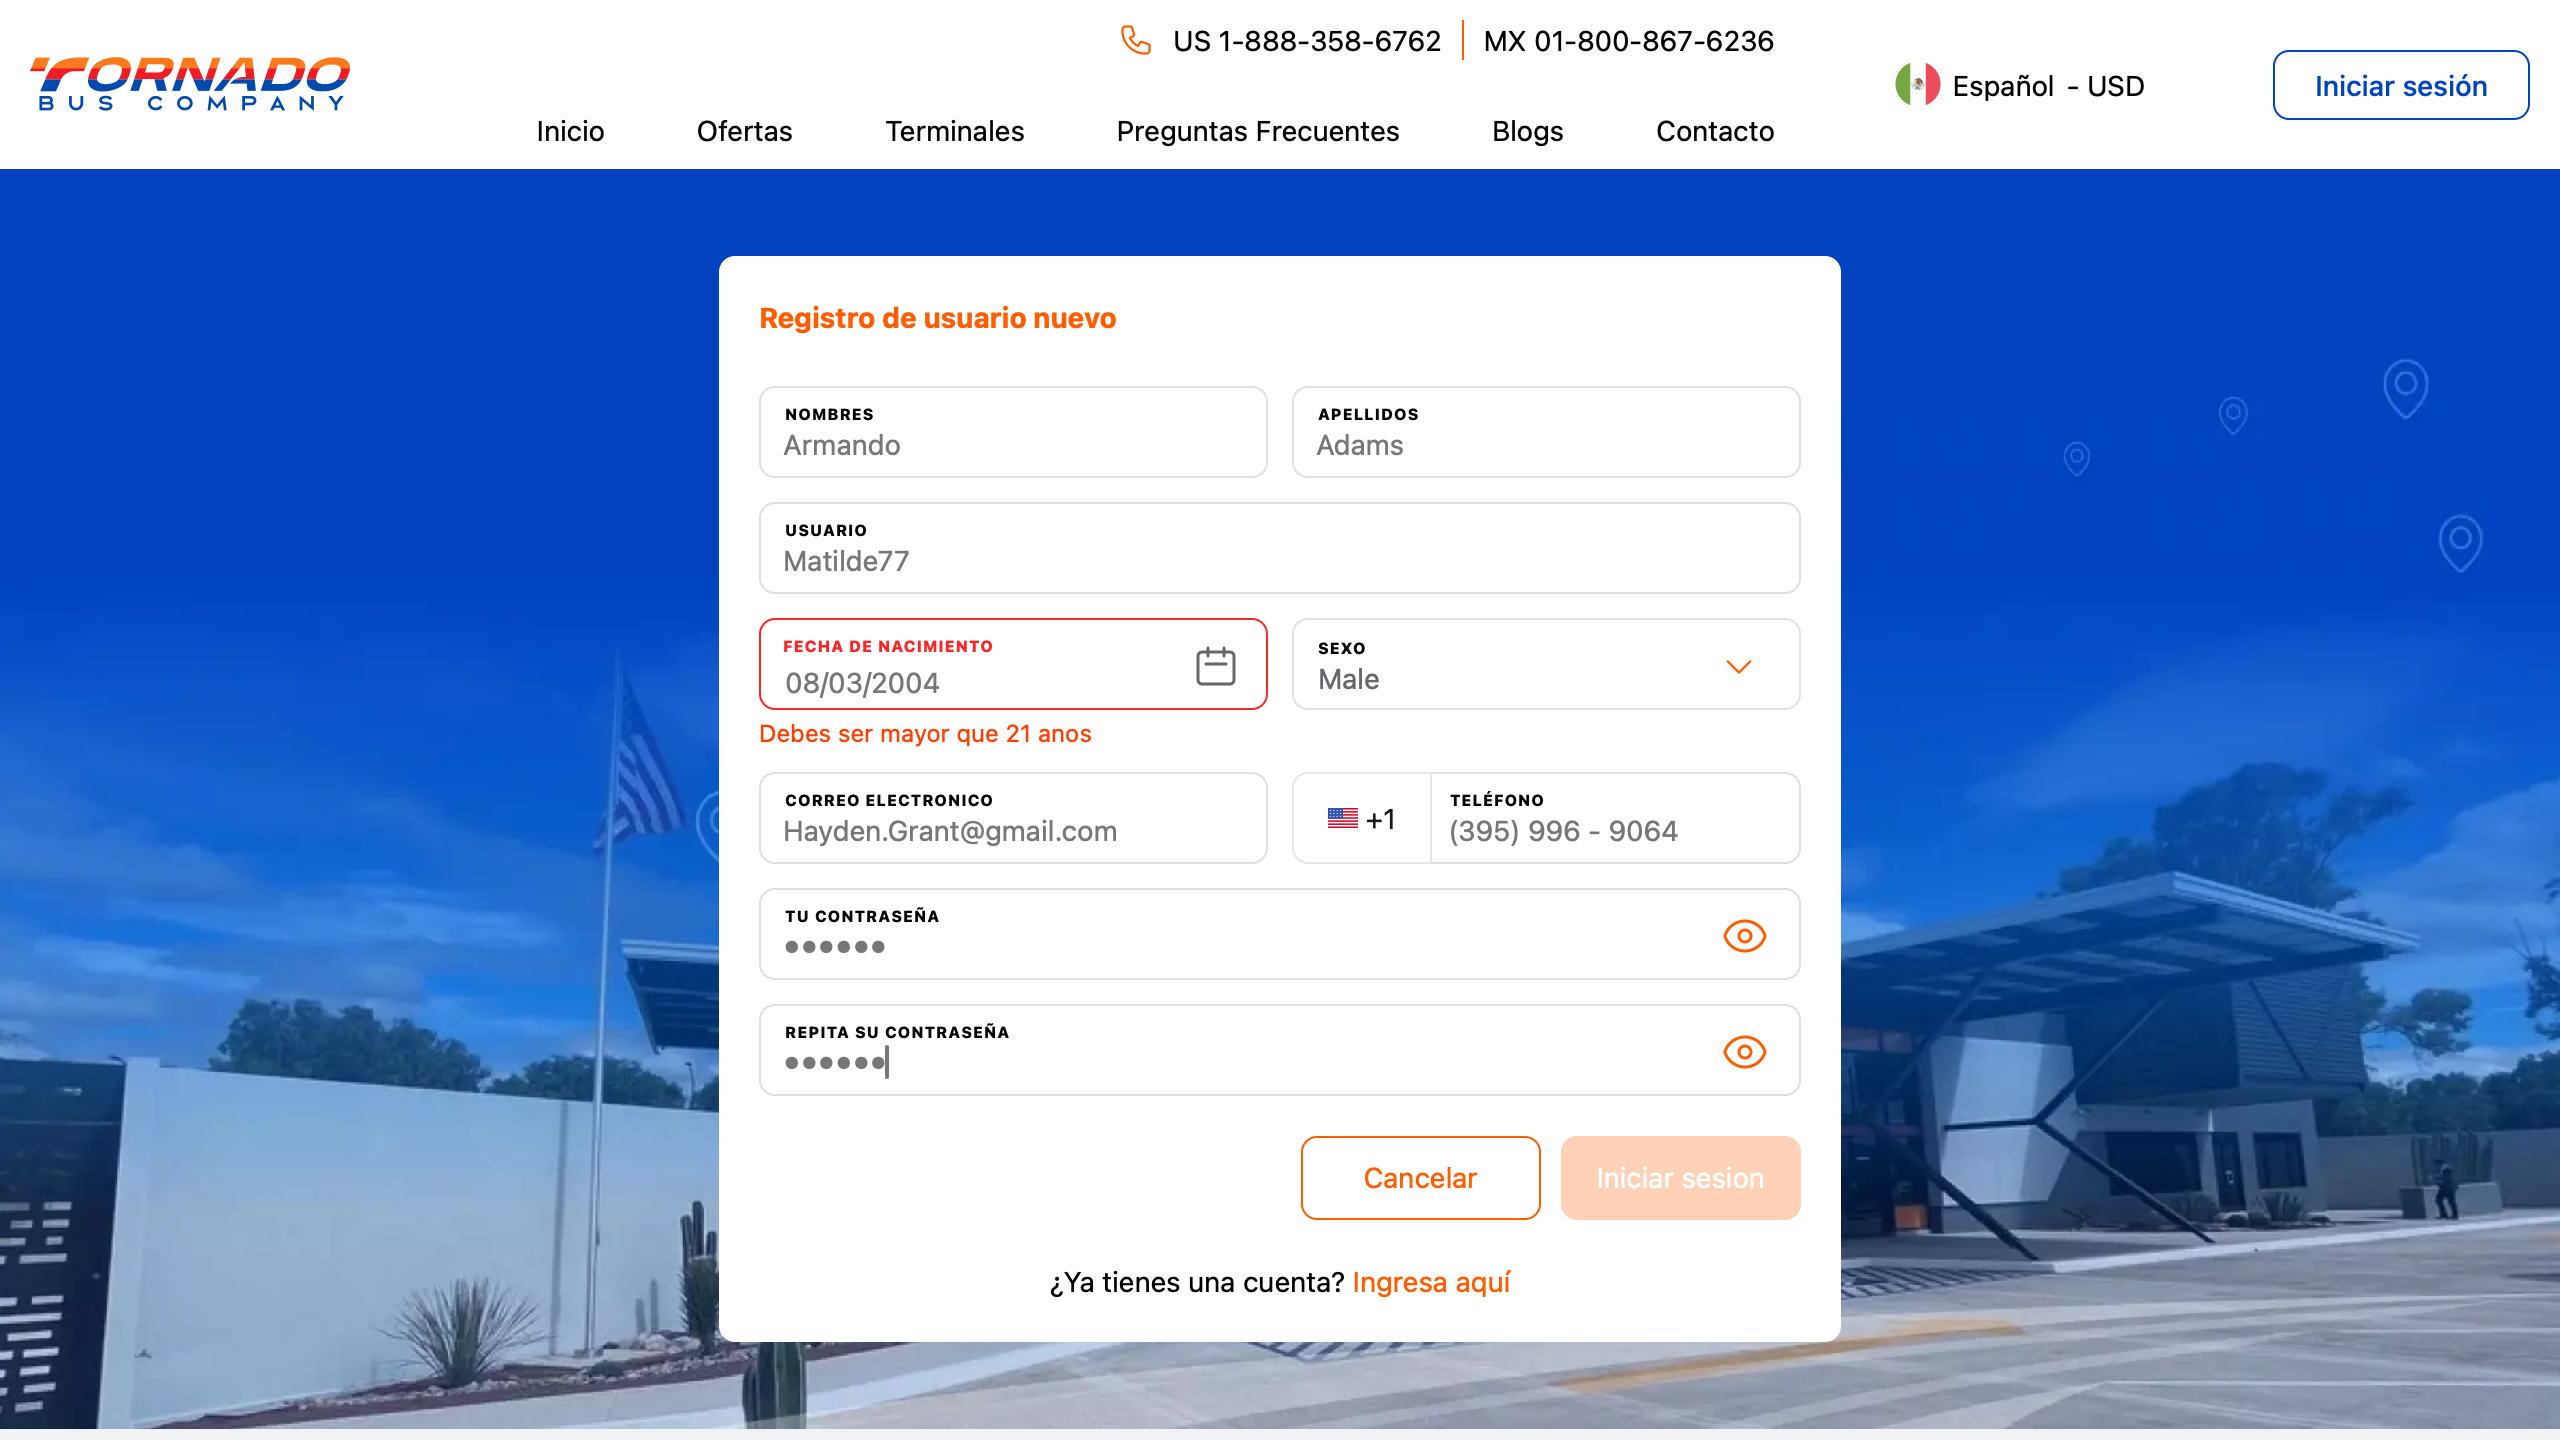 TORNADO
BUS COMPANY
US 1-888-358-6762
MX 01-800-867-6236
Inicio
Ofertas
Terminales
Preguntas Frecuentes
Blogs
Contacto
Español - USD
Iniciar sesión
Registro de usuario nuevo
NOMBRES
Armando
APELLIDOS
Adams
USUARIO
Matilde77
FECHA DE NACIMIENTO
08/03/2004
SEXO
Male
Debes ser mayor que 21 anos
CORREO ELECTRONICO
Hayden.Grant@gmail.com
+1
TELÉFONO
(395) 996 - 9064
TU CONTRASEÑA
●●●●●●
REPITA SU CONTRASEÑA
●●●●●●
Cancelar
Iniciar sesion
¿Ya tienes una cuenta? Ingresa aquí